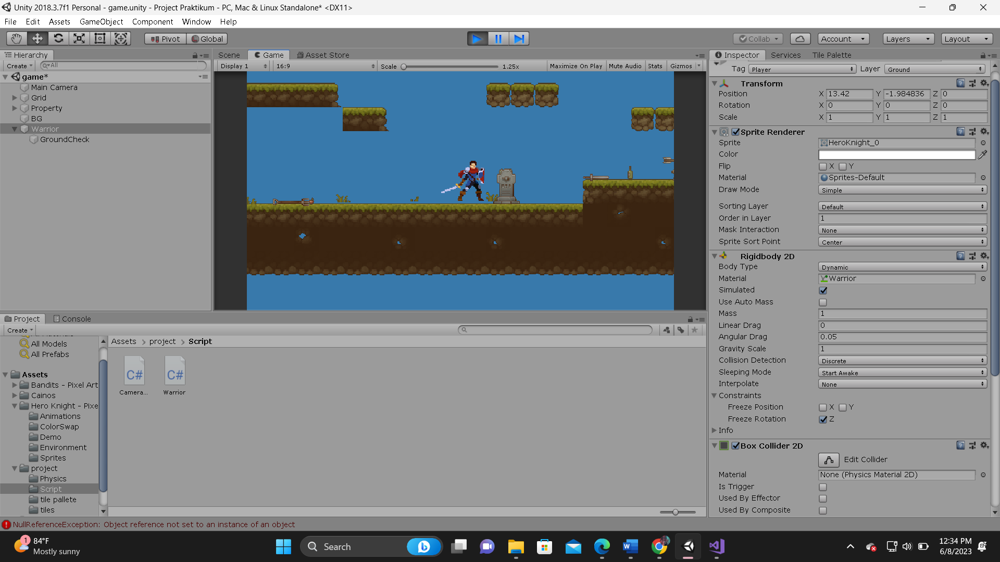 Unity 2018.3.7f1 Personal - game.unity - Project Praktikum - PC, Mac & Linux Standalone* <DX11>
File Edit Assets GameObject Component Window Help
Pivot Global Collab Account Layers Layout
Hierarchy
Create All
game*
Main Camera
Grid
Property
BG
Warrior
GroundCheck
Scene Game Asset Store
Display 1 16:9 Scale 1.25x Maximize On Play Mute Audio Stats Gizmos
Inspector Services Tile Palette
Tag Player Layer Ground
Transform
Position X 13.42 Y -1.984836 Z 0
Rotation X 0 Y 0 Z 0
Scale X 1 Y 1 Z 1
Sprite Renderer
Sprite HeroKnight_0
Color
Flip X Y
Material Sprites-Default
Draw Mode Simple
Sorting Layer Default
Order in Layer 1
Mask Interaction None
Sprite Sort Point Center
Rigidbody 2D
Body Type Dynamic
Material Warrior
Simulated
Use Auto Mass
Mass 1
Linear Drag 0
Angular Drag 0.05
Gravity Scale 1
Collision Detection Discrete
Sleeping Mode Start Awake
Interpolate None
Constraints
Freeze Position X Y
Freeze Rotation Z
Info
Box Collider 2D
Edit Collider
Material None (Physics Material 2D)
Is Trigger
Used By Effector
Used By Composite
Project Console
Create
All Models
All Prefabs
Assets
Bandits - Pixel Art
Cainos
Hero Knight - Pixe
Animations
ColorSwap
Demo
Environment
Sprites
project
Physics
Script
tile pallete
tiles
Assets project Script
C# C#
Camera... Warrior
NullReferenceException: Object reference not set to an instance of an object
1
84°F
Mostly sunny
Search
12:34 PM
6/8/2023